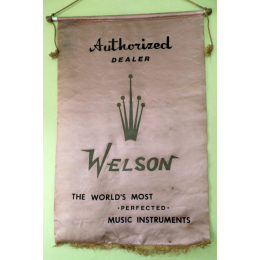 Authorized
DEALER
WELSON
THE WORLD'S MOST
-PERFECTED-
MUSIC INSTRUMENTS